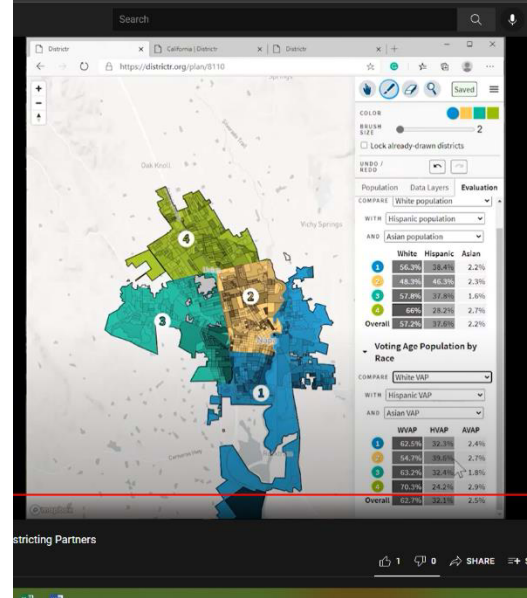 Search
Districtr
California | Districtr
Districtr
https://districtr.org/plan/8110
Saved
COLOR
BRUSH SIZE
2
Lock already-drawn districts
UNDO / REDO
Population Data Layers Evaluation
COMPARE White population
WITH Hispanic population
AND Asian population
White Hispanic Asian
1 56.3% 38.4% 2.2%
2 48.3% 46.3% 2.3%
3 57.8% 37.8% 1.6%
4 66% 28.2% 2.7%
Overall 57.2% 37.6% 2.2%
Voting Age Population by
Race
COMPARE White VAP
WITH Hispanic VAP
AND Asian VAP
WVAP HVAP AVAP
1 62.5% 32.3% 2.4%
2 54.7% 39.6% 2.7%
3 63.2% 32.4% 1.8%
4 70.3% 24.2% 2.9%
Overall 62.7% 32.1% 2.5%
Oak Knoll
Vichy Springs
4
2
3
Napa
1
mapbox
stricting Partners
1 0 SHARE